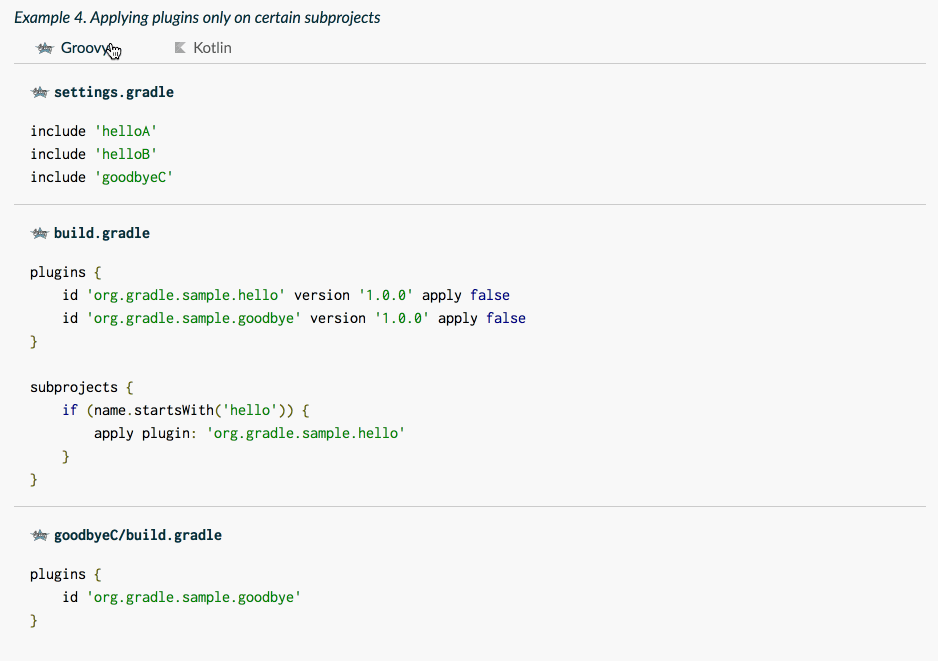 Example 4. Applying plugins only on certain subprojects
Groovy Kotlin
settings.gradle
include 'helloA'
include 'helloB'
include 'goodbyeC'
build.gradle
plugins {
    id 'org.gradle.sample.hello' version '1.0.0' apply false
    id 'org.gradle.sample.goodbye' version '1.0.0' apply false
}
subprojects {
    if (name.startsWith('hello')) {
        apply plugin: 'org.gradle.sample.hello'
    }
}
goodbyeC/build.gradle
plugins {
    id 'org.gradle.sample.goodbye'
}